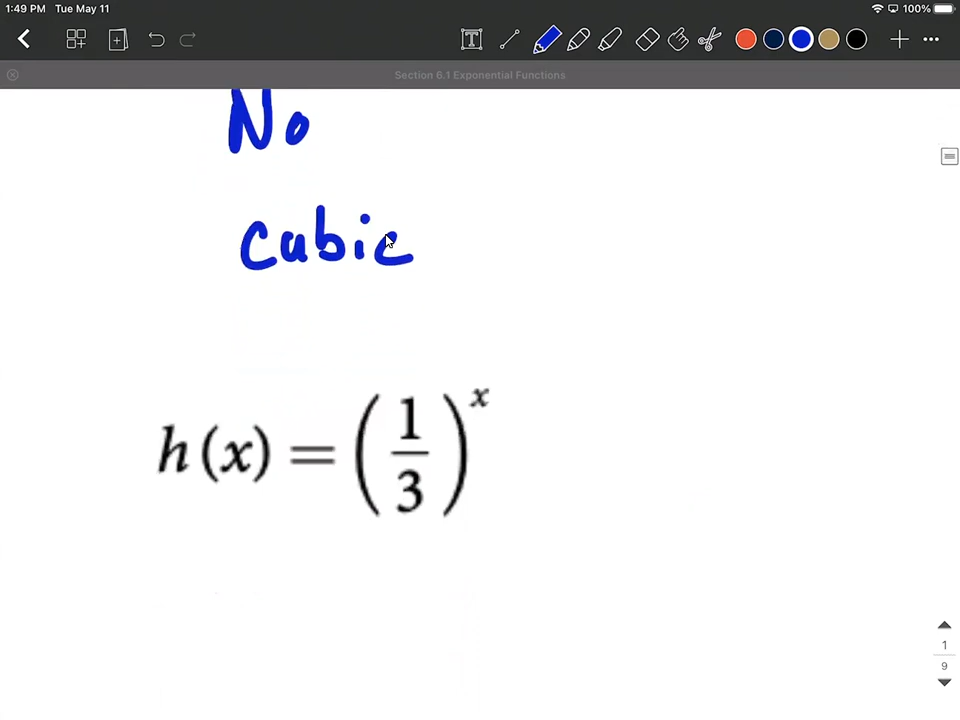 1:49 PM Tue May 11 100%
Section 6.1 Exponential Functions
No
cubic
h(x) = (1/3)^x
1
9